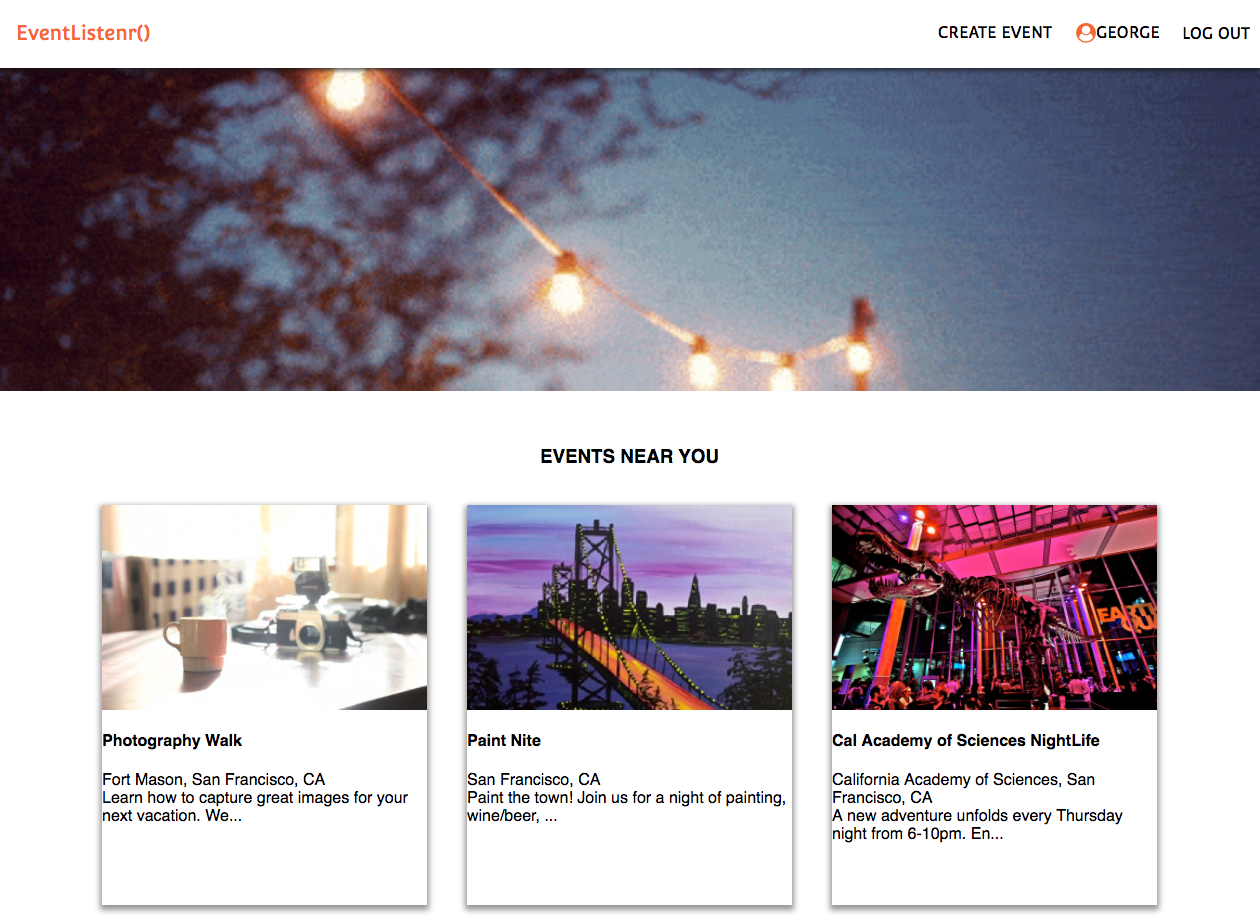 EventListenr()
CREATE EVENT
GEORGE
LOG OUT
EVENTS NEAR YOU
Photography Walk
Fort Mason, San Francisco, CA
Learn how to capture great images for your
next vacation. We...
Paint Nite
San Francisco, CA
Paint the town! Join us for a night of painting,
wine/beer, ...
EARTH
QUA
Cal Academy of Sciences NightLife
California Academy of Sciences, San
Francisco, CA
A new adventure unfolds every Thursday
night from 6-10pm. En...